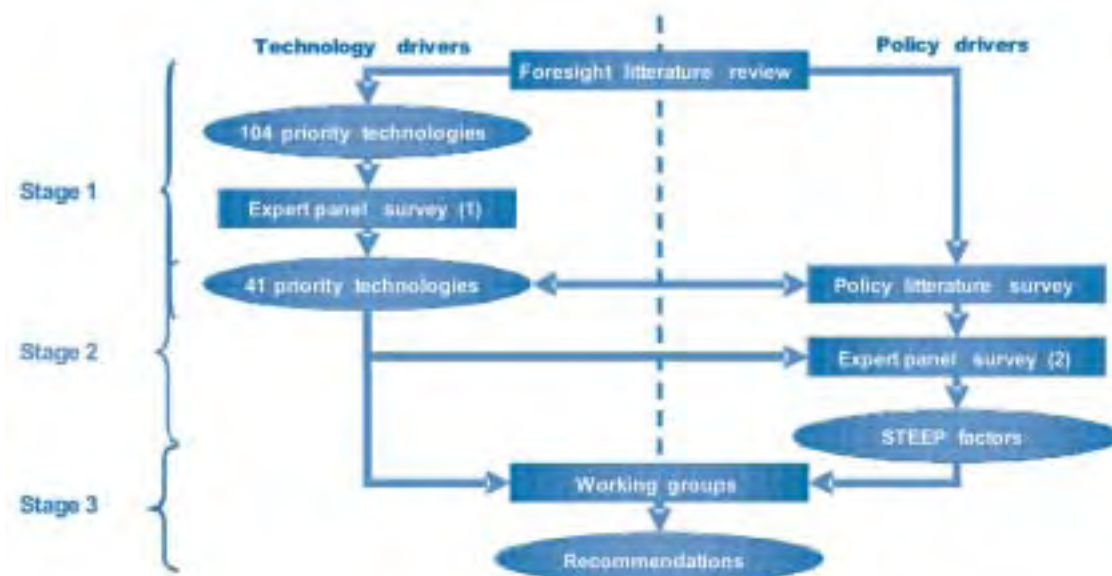 Technology drivers
Policy drivers
Foresight litterature review
104 priority technologies
Stage 1
Expert panel survey (1)
41 priority technologies
Policy litterature survey
Stage 2
Expert panel survey (2)
STEEP factors
Working groups
Stage 3
Recommendations